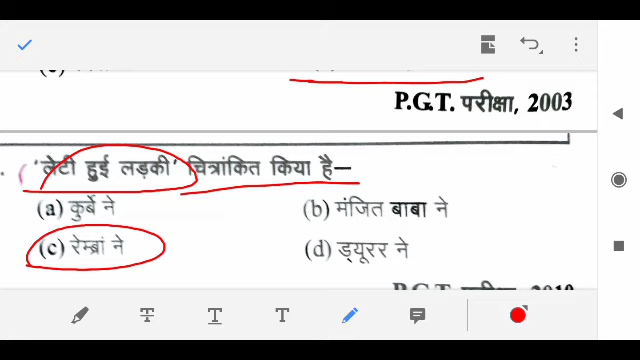 P.G.T. परीक्षा, 2003
'लेटी हुई लड़की' चित्रांकित किया है—
(a) कुर्बे ने (b) मंजित बाबा ने
(c) रेम्ब्रां ने (d) ड्यूरर ने